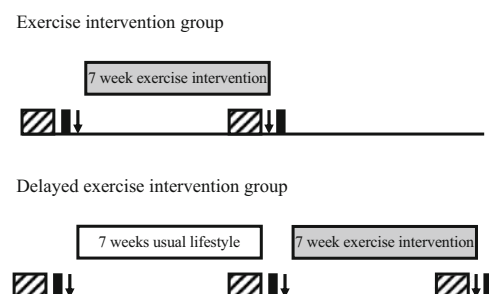 Exercise intervention group
7 week exercise intervention
Delayed exercise intervention group
7 weeks usual lifestyle
7 week exercise intervention